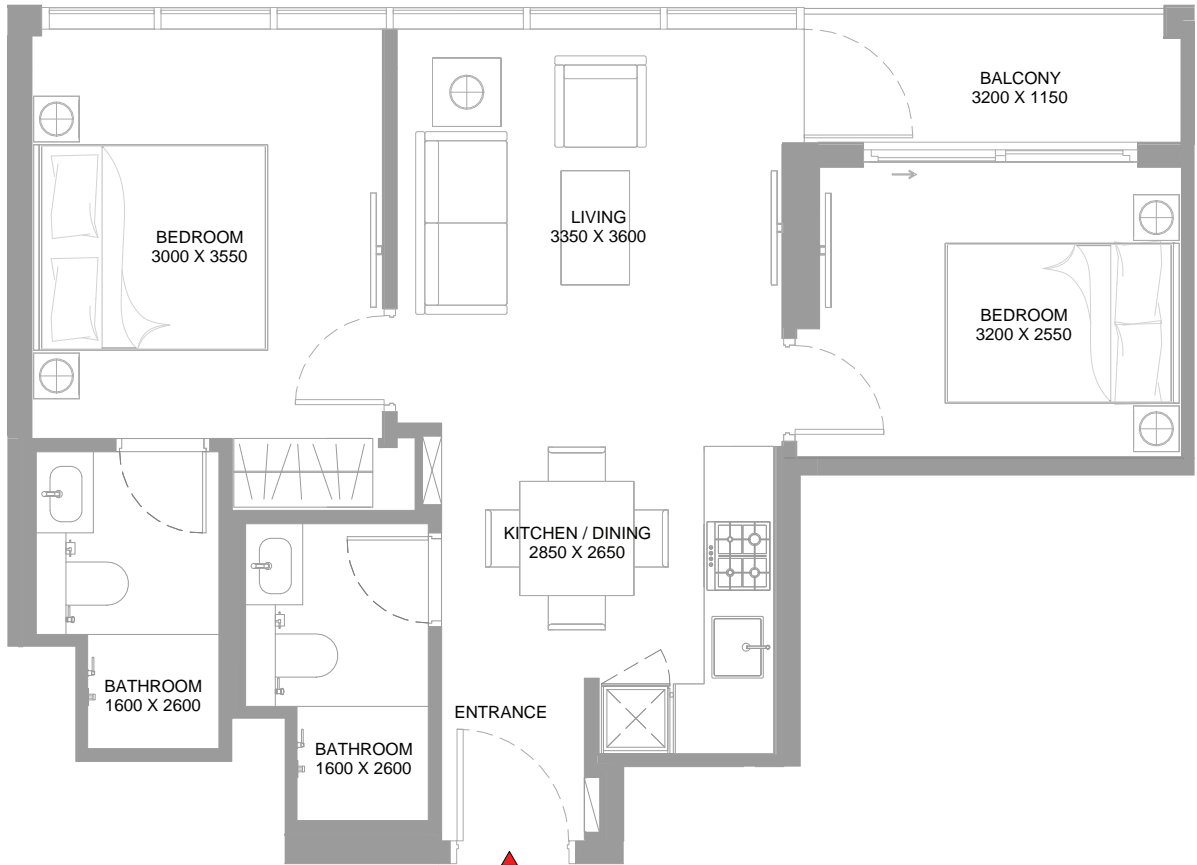 BALCONY
3200 X 1150
LIVING
3350 X 3600
BEDROOM
3000 X 3550
BEDROOM
3200 X 2550
KITCHEN / DINING
2850 X 2650
BATHROOM
1600 X 2600
ENTRANCE
BATHROOM
1600 X 2600